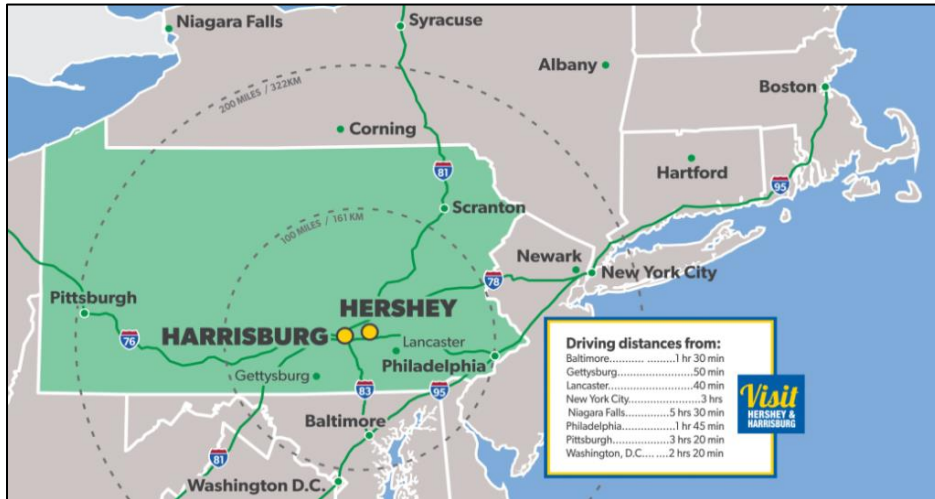 Niagara Falls
Syracuse
Albany
Boston
200 MILES / 322KM
Corning
81
Hartford
95
Scranton
100 MILES / 161 KM
Newark
78
New York City
Pittsburgh
HERSHEY
HARRISBURG
76
Lancaster
Philadelphia
Gettysburg
83
95
Baltimore
81
Washington D.C.
Driving distances from:
Baltimore........... .........1 hr 30 min
Gettysburg......................50 min
Lancaster.........................40 min
New York City.................3 hrs
Niagara Falls..............5 hrs 30 min
Philadelphia................1 hr 45 min
Pittsburgh..................3 hrs 20 min
Washington, D.C..... ....2 hrs 20 min
Visit
HERSHEY &
HARRISBURG